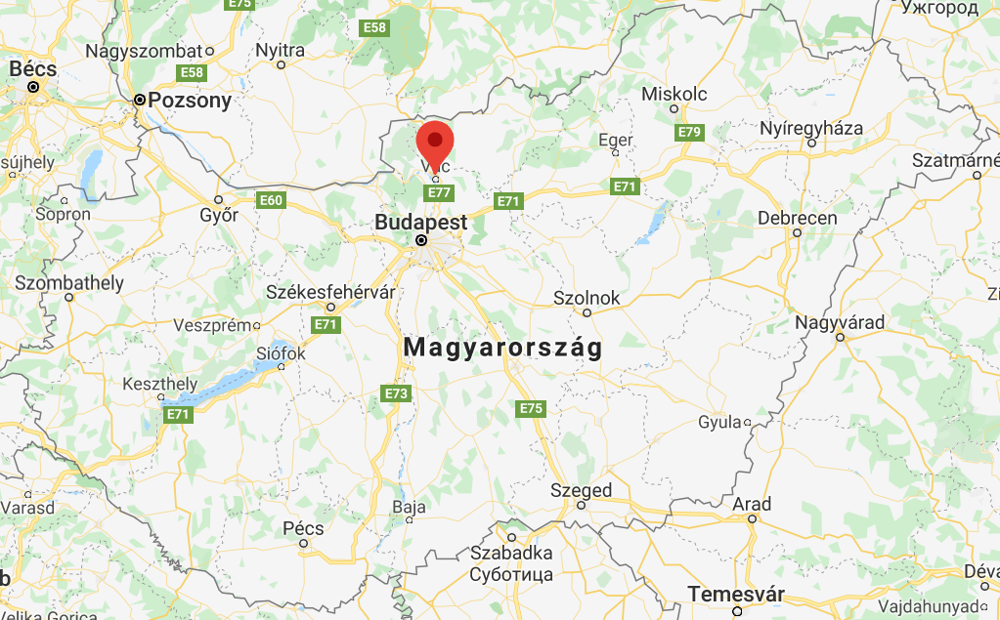 E75
Ужгород
E58
Nagyszombat
Nyitra
Bécs
E58
Pozsony
Miskolc
E79
Nyíregyháza
Eger
sújhely
Szatmárné
E77
E71
E71
Sopron
Győr
E60
Budapest
Debrecen
Szombathely
Székesfehérvár
Szolnok
Veszprém
E71
Nagyvárad
Siófok
Magyarország
Keszthely
E73
E75
E71
Gyula
Szeged
Varasd
Baja
Arad
Pécs
Szabadka
Суботица
Déva
Temesvár
Vajdahunyad
Velika Gorica